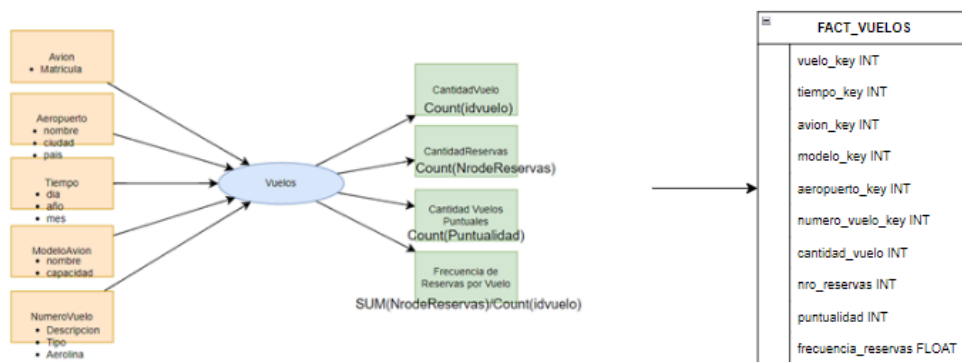 Avion
Matricula
Aeropuerto
nombre
ciudad
pais
Tiempo
dia
año
mes
ModeloAvion
nombre
capacidad
NumeroVuelo
Descripcion
Tipo
Aerolina
Vuelos
CantidadVuelo
Count(idvuelo)
CantidadReservas
Count(NrodeReservas)
Cantidad Vuelos
Puntuales
Count(Puntualidad)
Frecuencia de
Reservas por Vuelo
SUM(NrodeReservas)/Count(idvuelo)
FACT_VUELOS
vuelo_key INT
tiempo_key INT
avion_key INT
modelo_key INT
aeropuerto_key INT
numero_vuelo_key INT
cantidad_vuelo INT
nro_reservas INT
puntualidad INT
frecuencia_reservas FLOAT